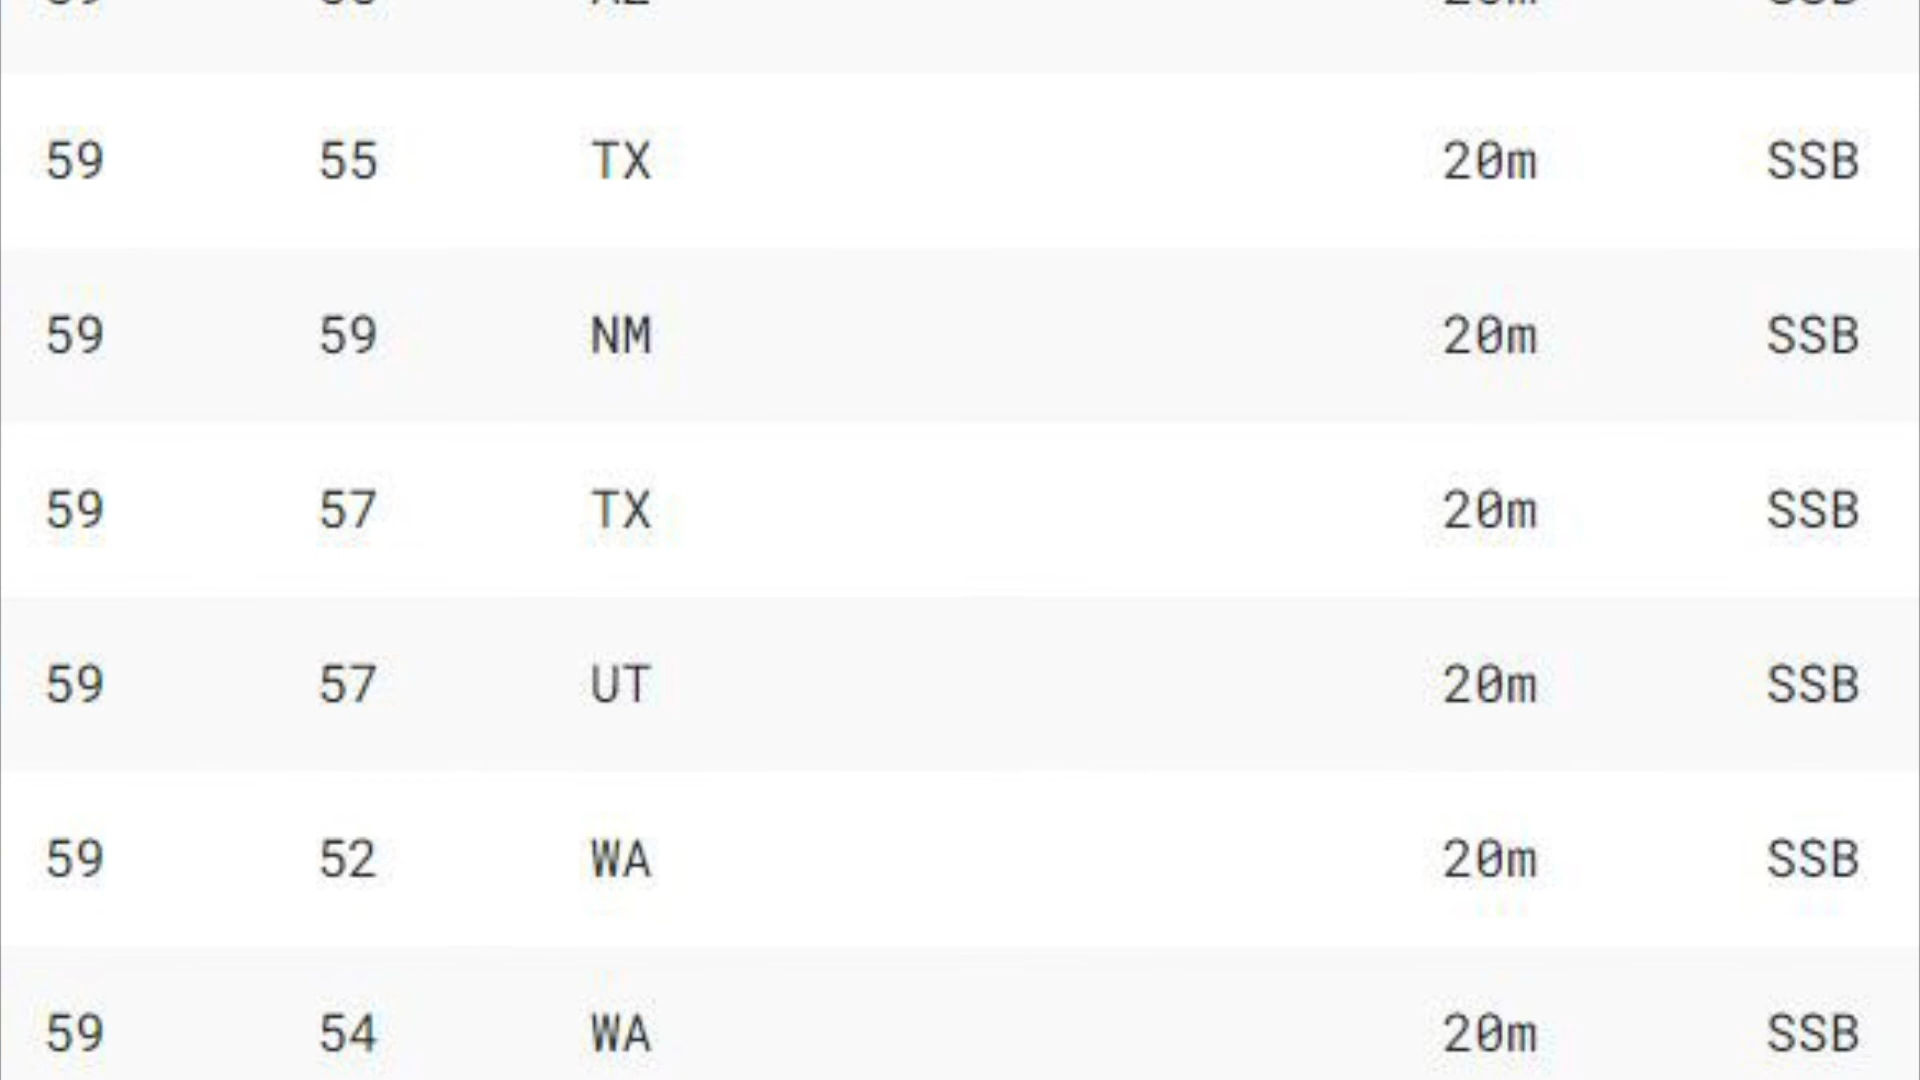 59 55 TX 20m SSB
59 59 NM 20m SSB
59 57 TX 20m SSB
59 57 UT 20m SSB
59 52 WA 20m SSB
59 54 WA 20m SSB